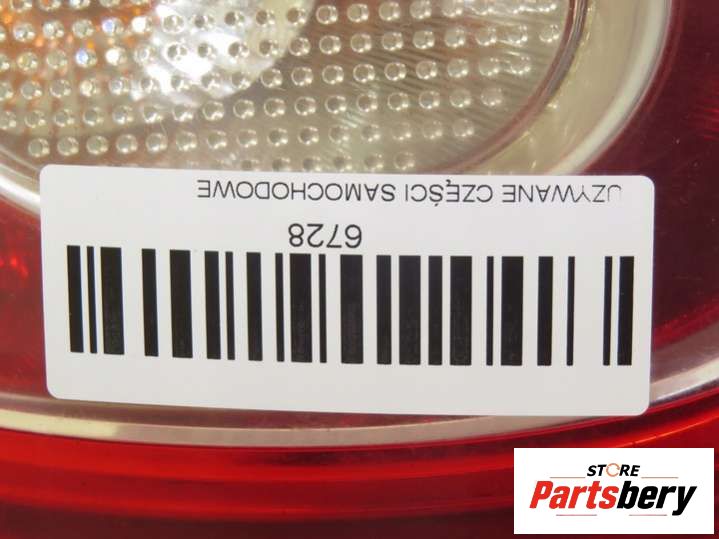 UZYWANE CZĘŚCI SAMOCHODOWE
6728
STORE
Partsbery